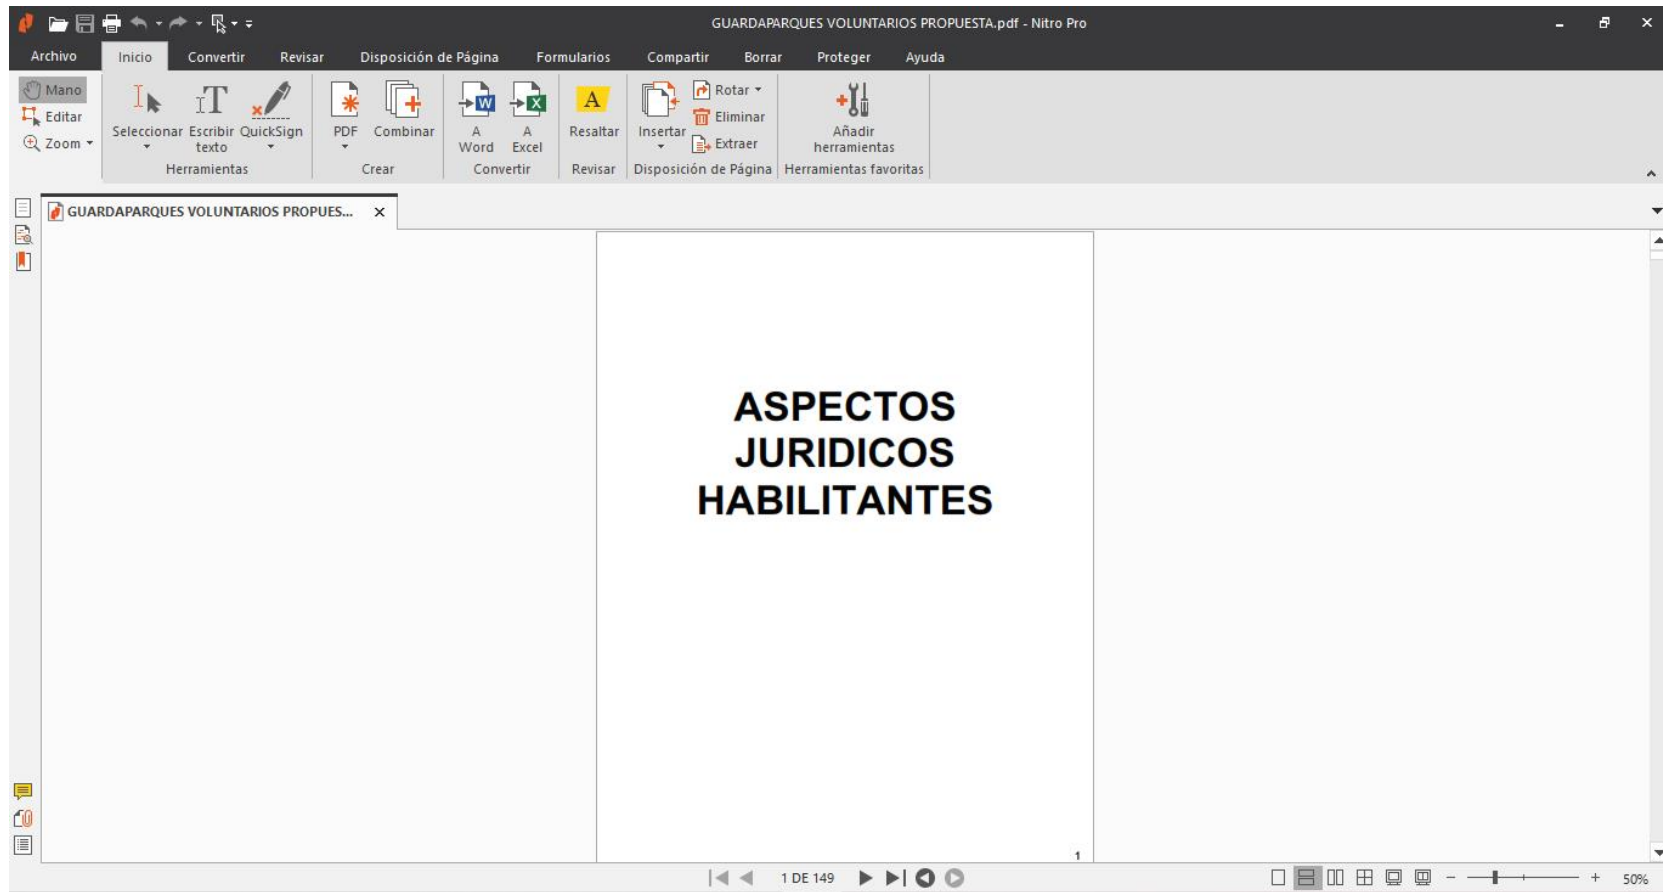 GUARDAPARQUES VOLUNTARIOS PROPUESTA.pdf - Nitro Pro
Archivo Inicio Convertir Revisar Disposición de Página Formularios Compartir Borrar Proteger Ayuda
Mano
Editar
Zoom
Seleccionar
Escribir texto
QuickSign
Herramientas
PDF
Combinar
Crear
A Word
A Excel
Convertir
A
Resaltar
Revisar
Insertar
Rotar
Eliminar
Extraer
Disposición de Página
Añadir herramientas
Herramientas favoritas
GUARDAPARQUES VOLUNTARIOS PROPUES...
ASPECTOS
JURIDICOS
HABILITANTES
1
1 DE 149
50%